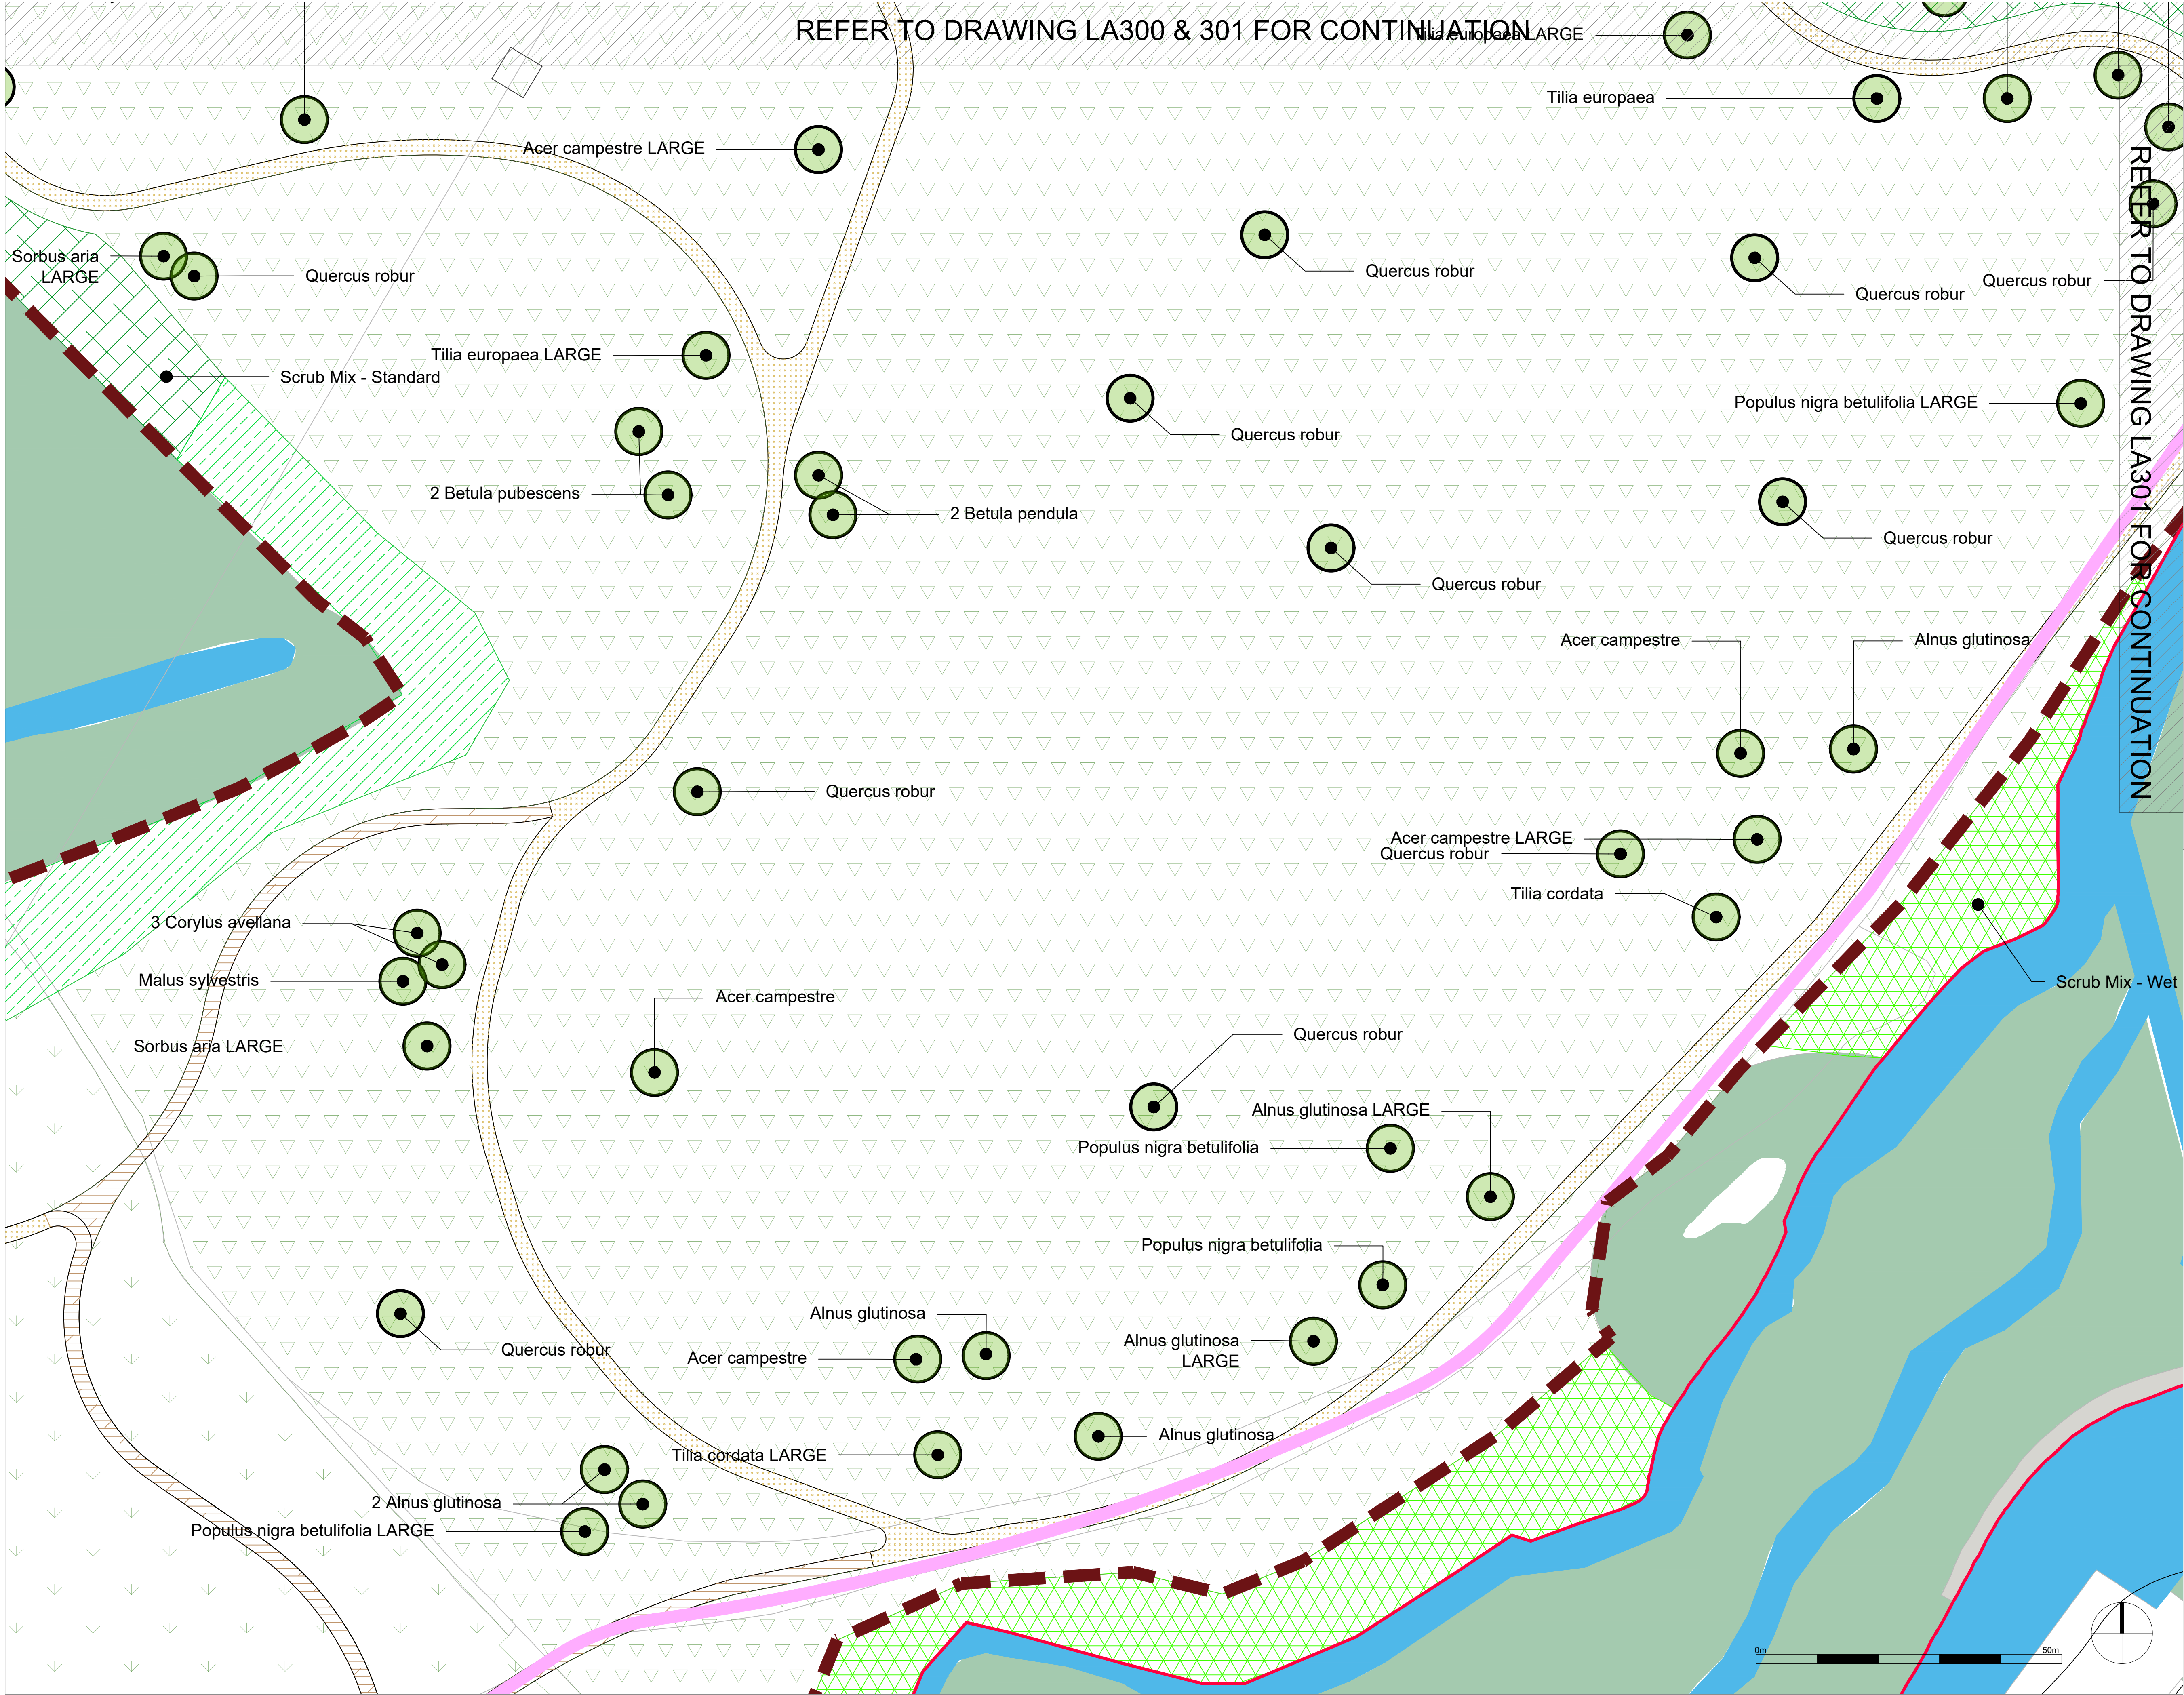 REFER TO DRAWING LA300 & 301 FOR CONTINUATION
Tilia europaea LARGE
Tilia europaea
Acer campestre LARGE
REFER TO DRAWING LA301 FOR CONTINUATION
Sorbus aria
LARGE
Quercus robur
Quercus robur
Quercus robur
Quercus robur
Tilia europaea LARGE
Scrub Mix - Standard
Populus nigra betulifolia LARGE
Quercus robur
2 Betula pubescens
2 Betula pendula
Quercus robur
Quercus robur
Acer campestre
Alnus glutinosa
Quercus robur
Acer campestre LARGE
Quercus robur
Tilia cordata
3 Corylus avellana
Malus sylvestris
Scrub Mix - Wet
Acer campestre
Sorbus aria LARGE
Quercus robur
Alnus glutinosa LARGE
Populus nigra betulifolia
Populus nigra betulifolia
Alnus glutinosa
Alnus glutinosa
LARGE
Quercus robur
Acer campestre
Alnus glutinosa
Tilia cordata LARGE
2 Alnus glutinosa
Populus nigra betulifolia LARGE
0m
50m